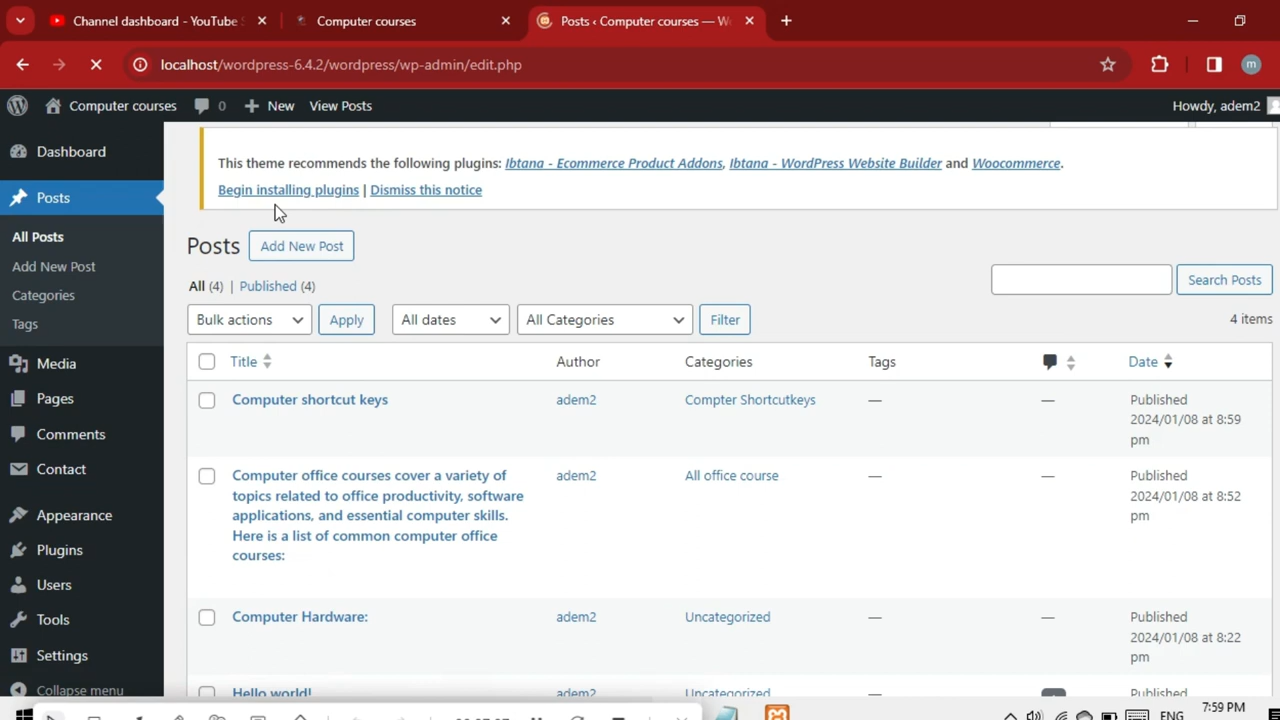 Channel dashboard - YouTube S
Computer courses
Posts ‹ Computer courses — W
localhost/wordpress-6.4.2/wordpress/wp-admin/edit.php
m
Computer courses
0
New
View Posts
Howdy, adem2
Dashboard
Posts
All Posts
Add New Post
Categories
Tags
Media
Pages
Comments
Contact
Appearance
Plugins
Users
Tools
Settings
Collapse menu
This theme recommends the following plugins: Ibtana - Ecommerce Product Addons, Ibtana - WordPress Website Builder and Woocommerce.
Begin installing plugins | Dismiss this notice
Posts
Add New Post
All (4) | Published (4)
Search Posts
Bulk actions
Apply
All dates
All Categories
Filter
4 items
Title
Author
Categories
Tags
Date
Computer shortcut keys
adem2
Compter Shortcutkeys
—
—
Published
2024/01/08 at 8:59
pm
Computer office courses cover a variety of
topics related to office productivity, software
applications, and essential computer skills.
Here is a list of common computer office
courses:
adem2
All office course
—
—
Published
2024/01/08 at 8:52
pm
Computer Hardware:
adem2
Uncategorized
—
—
Published
2024/01/08 at 8:22
pm
Hello world!
adem2
Uncategorized
—
Published
ENG
7:59 PM